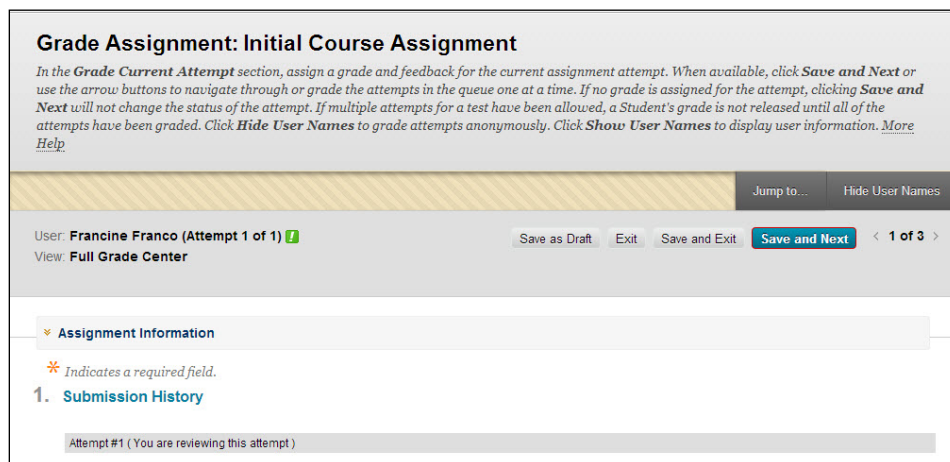 Grade Assignment: Initial Course Assignment
In the Grade Current Attempt section, assign a grade and feedback for the current assignment attempt. When available, click Save and Next or
use the arrow buttons to navigate through or grade the attempts in the queue one at a time. If no grade is assigned for the attempt, clicking Save and
Next will not change the status of the attempt. If multiple attempts for a test have been allowed, a Student's grade is not released until all of the
attempts have been graded. Click Hide User Names to grade attempts anonymously. Click Show User Names to display user information. More
Help
Jump to... Hide User Names
User: Francine Franco (Attempt 1 of 1) ! Save as Draft Exit Save and Exit Save and Next < 1 of 3 >
View: Full Grade Center
Assignment Information
* Indicates a required field.
1. Submission History
Attempt #1 ( You are reviewing this attempt )